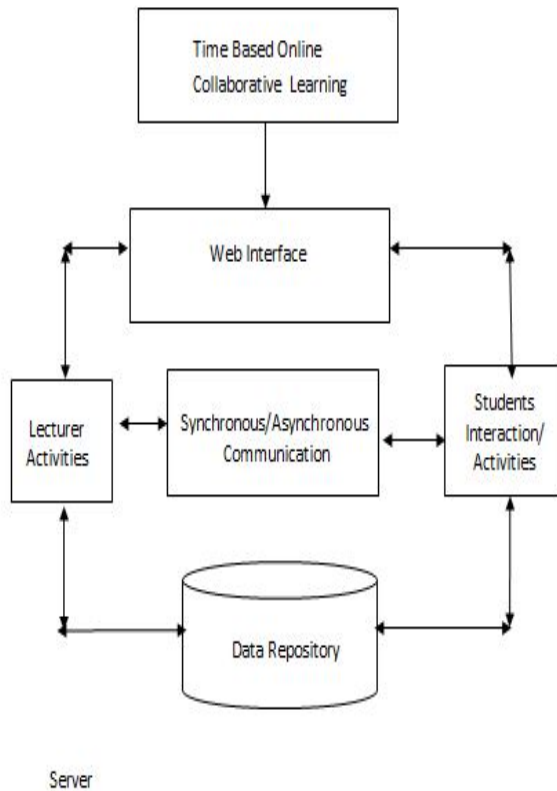 Time Based Online
Collaborative Learning
Web Interface
Lecturer
Activities
Synchronous/Asynchronous
Communication
Students
Interaction/
Activities
Data Repository
Server